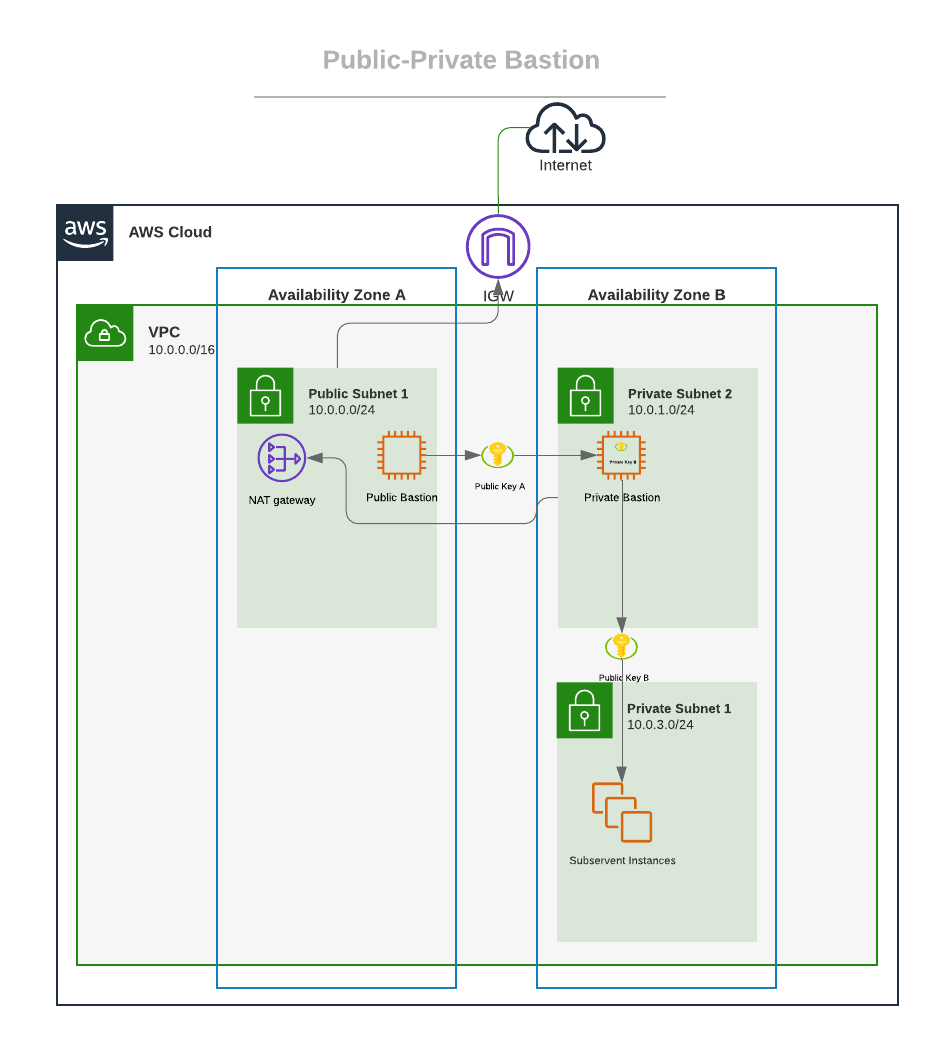 Public-Private Bastion
Internet
aws
AWS Cloud
IGW
Availability Zone A
Availability Zone B
VPC
10.0.0.0/16
Public Subnet 1
10.0.0.0/24
Private Subnet 2
10.0.1.0/24
Private Key B
NAT gateway
Public Bastion
Public Key A
Private Bastion
Public Key B
Private Subnet 1
10.0.3.0/24
Subservent Instances